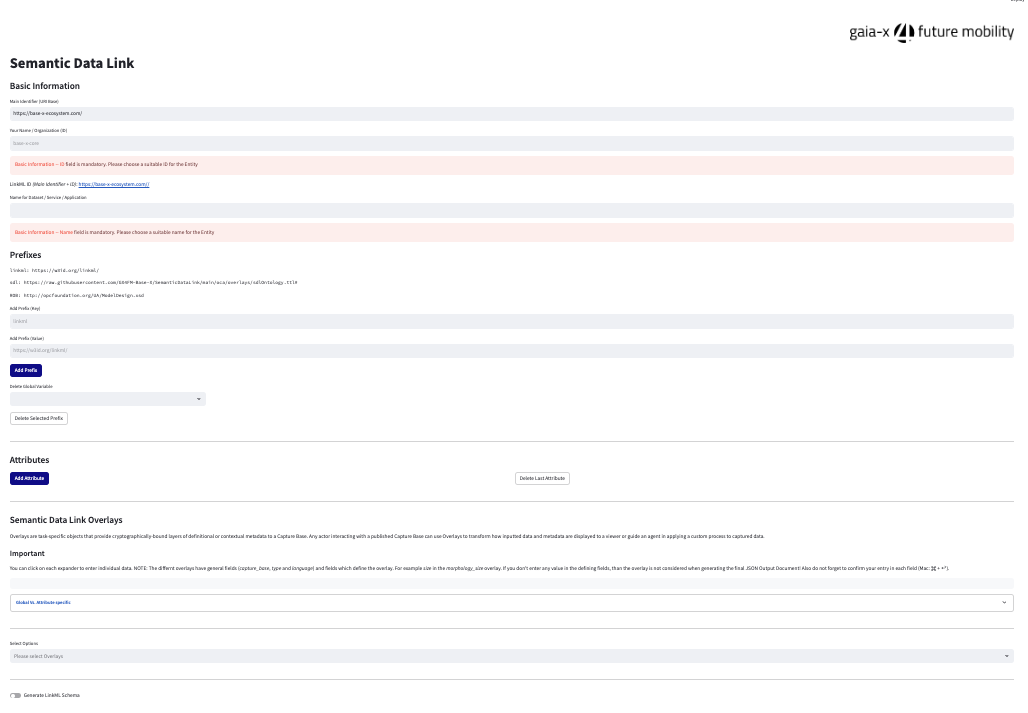 gaia-x 4 future mobility
Semantic Data Link
Basic Information
Main Identifier (URI Base)
https://base-x-ecosystem.com/
Your Name / Organization (ID)
base-x-core
Basic Information -- ID field is mandatory. Please choose a suitable ID for the Entity
LinkML ID (Main Identifier + ID): https://base-x-ecosystem.com//
Name for Dataset / Service / Application
Basic Information -- Name field is mandatory. Please choose a suitable name for the Entity
Prefixes
linkml: https://w3id.org/linkml/
sdl: https://raw.githubusercontent.com/GX4FM-Base-X/SemanticDataLink/main/oca/overlays/sdlOntology.ttl#
http://opcfoundation.org/UA/ModelDesign.xsd
Add Prefix (Key)
linkml
Add Prefix (Value)
https://w3id.org/linkml/
Add Prefix
Delete Global Variable
Delete Selected Prefix
Attributes
Add Attribute
Delete Last Attribute
Semantic Data Link Overlays
Overlays are task-specific objects that provide cryptographically-bound layers of definitional or contextual metadata to a Capture Base. Any actor interacting with a published Capture Base can use Overlays to transform how inputted data and metadata are displayed to a viewer or guide an agent in applying a custom process to captured data.
Important
You can click on each expander to enter individual data. NOTE: The differnt overlays have general fields (capture_base, type and language) and fields which define the overlay. For example size in the morphology_size overlay. If you don't enter any value in the defining fields, than the overlay is not considered when generating the final JSON Output Document! Also do not forget to confirm your entry in each field (Mac: ⌘ + ⏎").
Global Vs. Attribute-specific
Select Options
Please select Overlays
Generate LinkML Schema